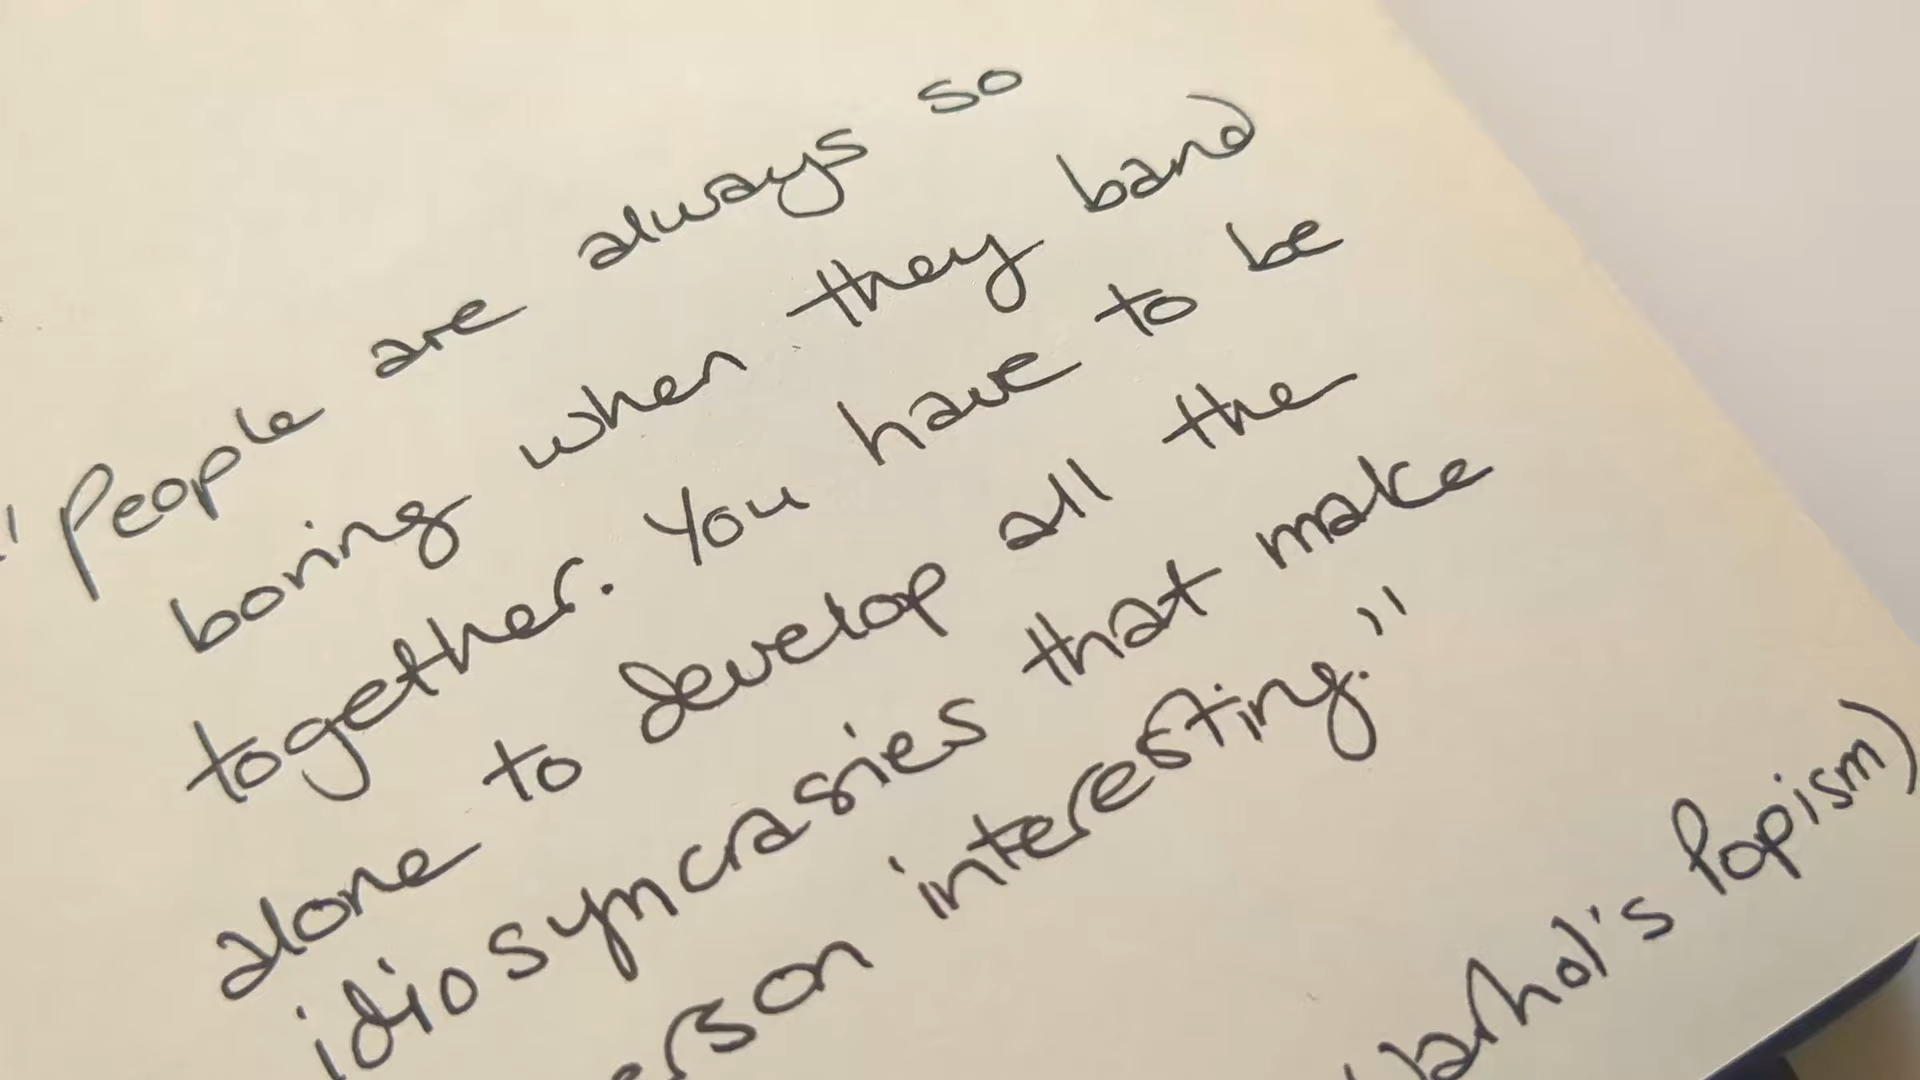 "People are always so
boring when they band
together. You have to be
alone to develop all the
idiosyncrasies that make
erson interesting."
arhol's Popism)